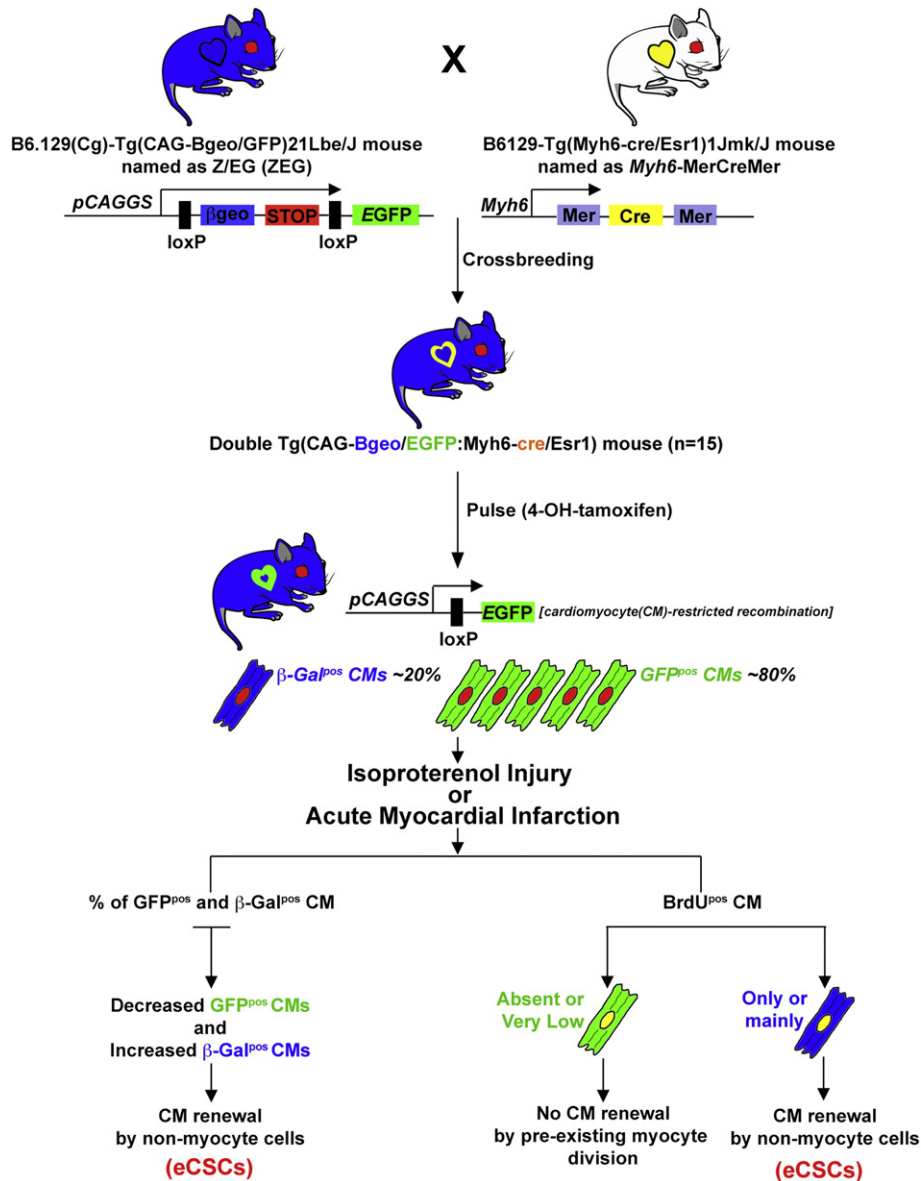 X
B6.129(Cg)-Tg(CAG-Bgeo/GFP)21Lbe/J mouse
named as Z/EG (ZEG)
B6129-Tg(Myh6-cre/Esr1)1Jmk/J mouse
named as Myh6-MerCreMer
pCAGGS
βgeo STOP EGFP
loxP loxP
Myh6
Mer Cre Mer
Crossbreeding
Double Tg(CAG-Bgeo/EGFP:Myh6-cre/Esr1) mouse (n=15)
Pulse (4-OH-tamoxifen)
pCAGGS
EGFP [cardiomyocyte(CM)-restricted recombination]
loxP
β-Galpos CMs ~20%
GFPpos CMs ~80%
Isoproterenol Injury
or
Acute Myocardial Infarction
% of GFPpos and β-Galpos CM
BrdUpos CM
Decreased GFPpos CMs
and
Increased β-Galpos CMs
Absent or
Very Low
Only or
mainly
CM renewal
by non-myocyte cells
(eCSCs)
No CM renewal
by pre-existing myocyte
division
CM renewal
by non-myocyte cells
(eCSCs)